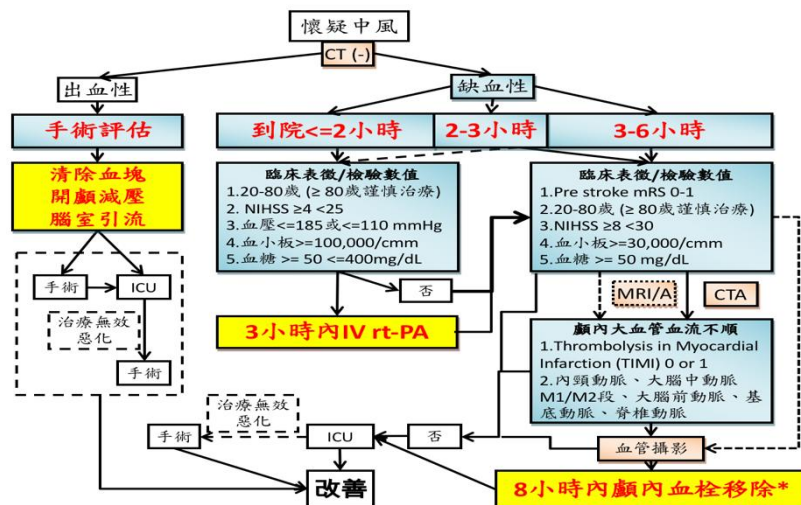 懷疑中風
CT (-)
出血性
缺血性
手術評估
到院<=2小時
2-3小時
3-6小時
清除血塊
開顱減壓
腦室引流
臨床表徵/檢驗數值
1.20-80歲 (≥ 80歲謹慎治療)
2. NIHSS ≥4 <25
3.血壓<=185或<=110 mmHg
4.血小板>=100,000/cmm
5.血糖 >= 50 <=400mg/dL
臨床表徵/檢驗數值
1.Pre stroke mRS 0-1
2.20-80歲 (≥ 80歲謹慎治療)
3.NIHSS ≥8 <30
4.血小板>=30,000/cmm
5.血糖 >= 50 mg/dL
手術
ICU
治療無效
惡化
手術
否
3小時內IV rt-PA
MRI/A
CTA
顱內大血管血流不順
1.Thrombolysis in Myocardial
Infarction (TIMI) 0 or 1
2.內頸動脈、大腦中動脈
M1/M2段、大腦前動脈、基
底動脈、脊椎動脈
治療無效
惡化
手術
ICU
否
血管攝影
改善
8小時內顱內血栓移除*